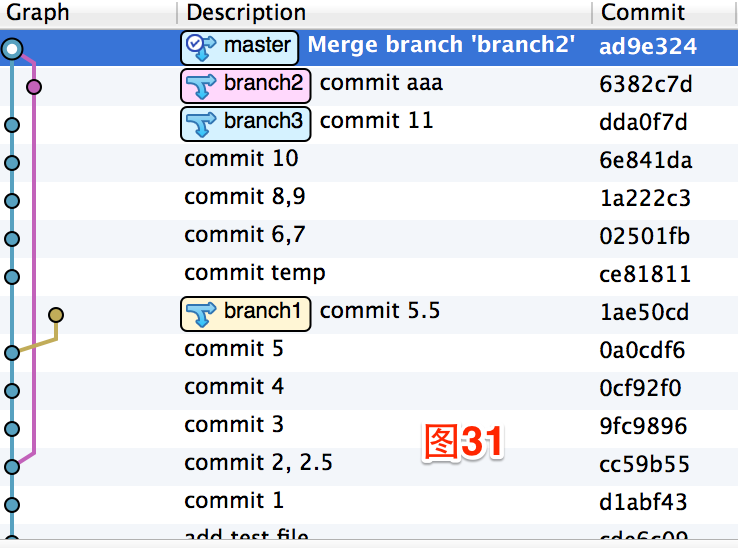 Graph Description Commit
master Merge branch 'branch2' ad9e324
branch2 commit aaa 6382c7d
branch3 commit 11 dda0f7d
commit 10 6e841da
commit 8,9 1a222c3
commit 6,7 02501fb
commit temp ce81811
branch1 commit 5.5 1ae50cd
commit 5 0a0cdf6
commit 4 0cf92f0
commit 3 9fc9896
图31
commit 2, 2.5 cc59b55
commit 1 d1abf43
add test file cde6c09